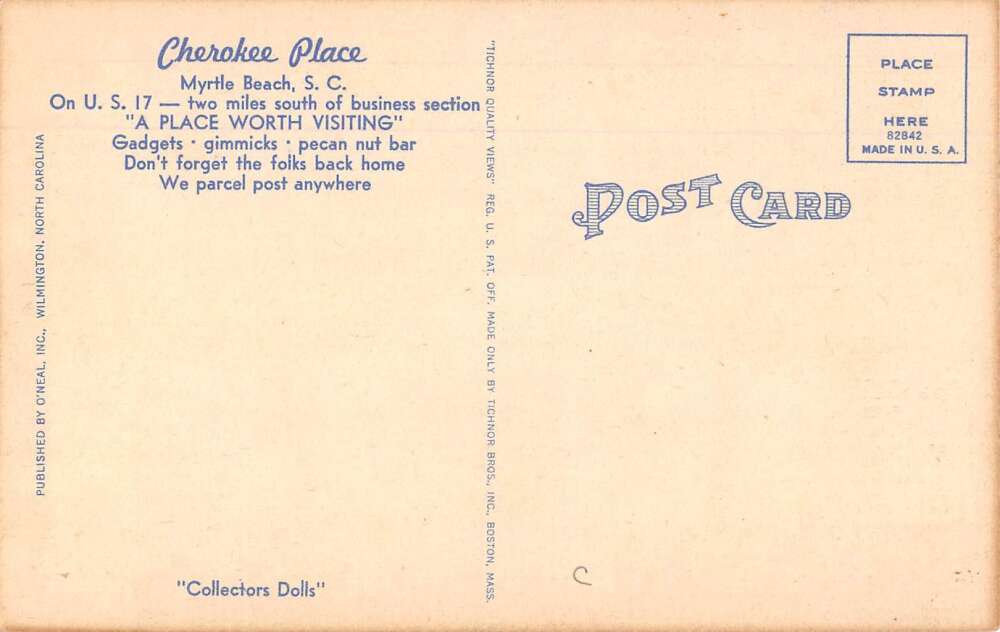 Cherokee Place
Myrtle Beach, S. C.
On U. S. 17 — two miles south of business section
"A PLACE WORTH VISITING"
Gadgets · gimmicks · pecan nut bar
Don't forget the folks back home
We parcel post anywhere
PUBLISHED BY O'NEAL, INC., WILMINGTON, NORTH CAROLINA
"Collectors Dolls"
"TICHNOR QUALITY VIEWS" REG. U. S. PAT. OFF. MADE ONLY BY TICHNOR BROS., INC., BOSTON, MASS.
POST CARD
PLACE
STAMP
HERE
82842
MADE IN U. S. A.
C